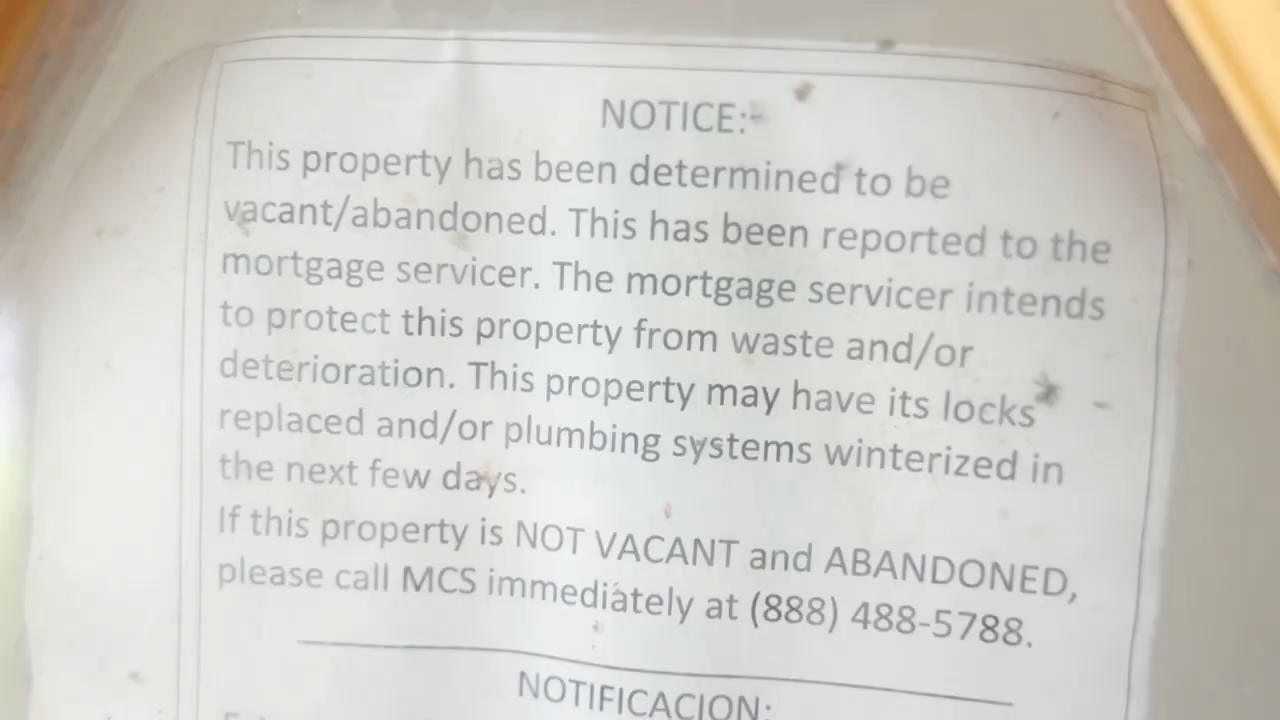 NOTICE:
This property has been determined to be
vacant/abandoned. This has been reported to the
mortgage servicer. The mortgage servicer intends
to protect this property from waste and/or
deterioration. This property may have its locks
replaced and/or plumbing systems winterized in
the next few days.
If this property is NOT VACANT and ABANDONED,
please call MCS immediately at (888) 488-5788.
NOTIFICACION: